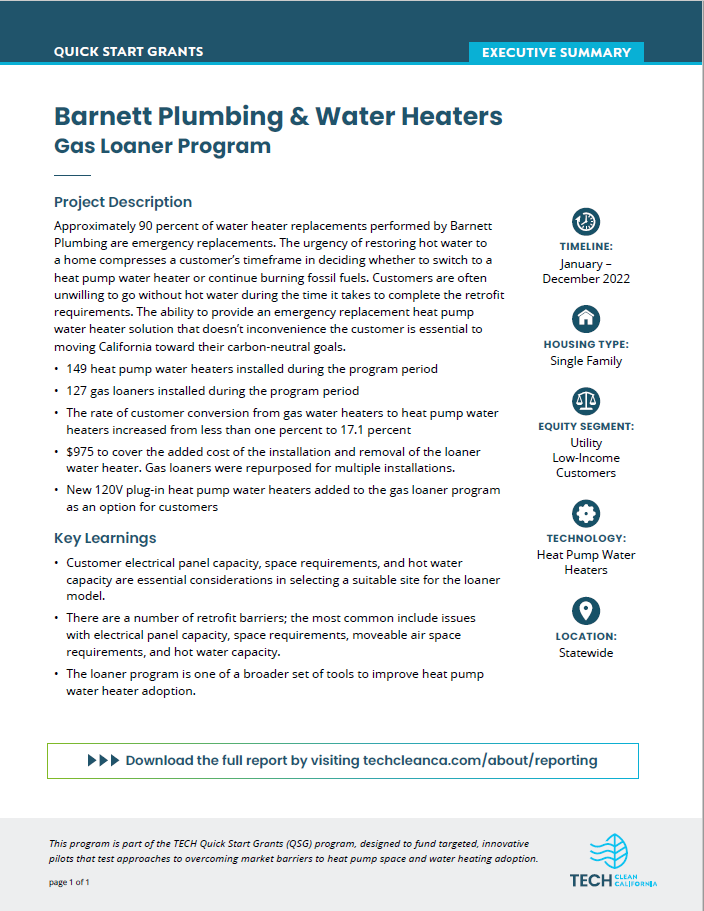 QUICK START GRANTS
EXECUTIVE SUMMARY
Barnett Plumbing & Water Heaters
Gas Loaner Program
Project Description
Approximately 90 percent of water heater replacements performed by Barnett
Plumbing are emergency replacements. The urgency of restoring hot water to
a home compresses a customer's timeframe in deciding whether to switch to a
heat pump water heater or continue burning fossil fuels. Customers are often
unwilling to go without hot water during the time it takes to complete the retrofit
requirements. The ability to provide an emergency replacement heat pump
water heater solution that doesn't inconvenience the customer is essential to
moving California toward their carbon-neutral goals.
• 149 heat pump water heaters installed during the program period
• 127 gas loaners installed during the program period
• The rate of customer conversion from gas water heaters to heat pump water
heaters increased from less than one percent to 17.1 percent
• $975 to cover the added cost of the installation and removal of the loaner
water heater. Gas loaners were repurposed for multiple installations.
• New 120V plug-in heat pump water heaters added to the gas loaner program
as an option for customers
Key Learnings
• Customer electrical panel capacity, space requirements, and hot water
capacity are essential considerations in selecting a suitable site for the loaner
model.
• There are a number of retrofit barriers; the most common include issues
with electrical panel capacity, space requirements, moveable air space
requirements, and hot water capacity.
• The loaner program is one of a broader set of tools to improve heat pump
water heater adoption.
TIMELINE:
January –
December 2022
HOUSING TYPE:
Single Family
EQUITY SEGMENT:
Utility
Low-Income
Customers
TECHNOLOGY:
Heat Pump Water
Heaters
LOCATION:
Statewide
Download the full report by visiting techcleanca.com/about/reporting
This program is part of the TECH Quick Start Grants (QSG) program, designed to fund targeted, innovative
pilots that test approaches to overcoming market barriers to heat pump space and water heating adoption.
page 1 of 1
TECH CLEAN
CALIFORNIA